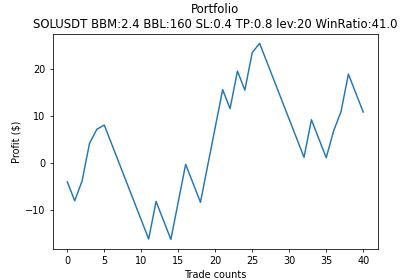 Portfolio
SOLUSDT BBM:2.4 BBL:160 SL:0.4 TP:0.8 lev:20 WinRatio:41.0
20
10
0
−10
Profit ($)
0 5 10 15 20 25 30 35 40
Trade counts